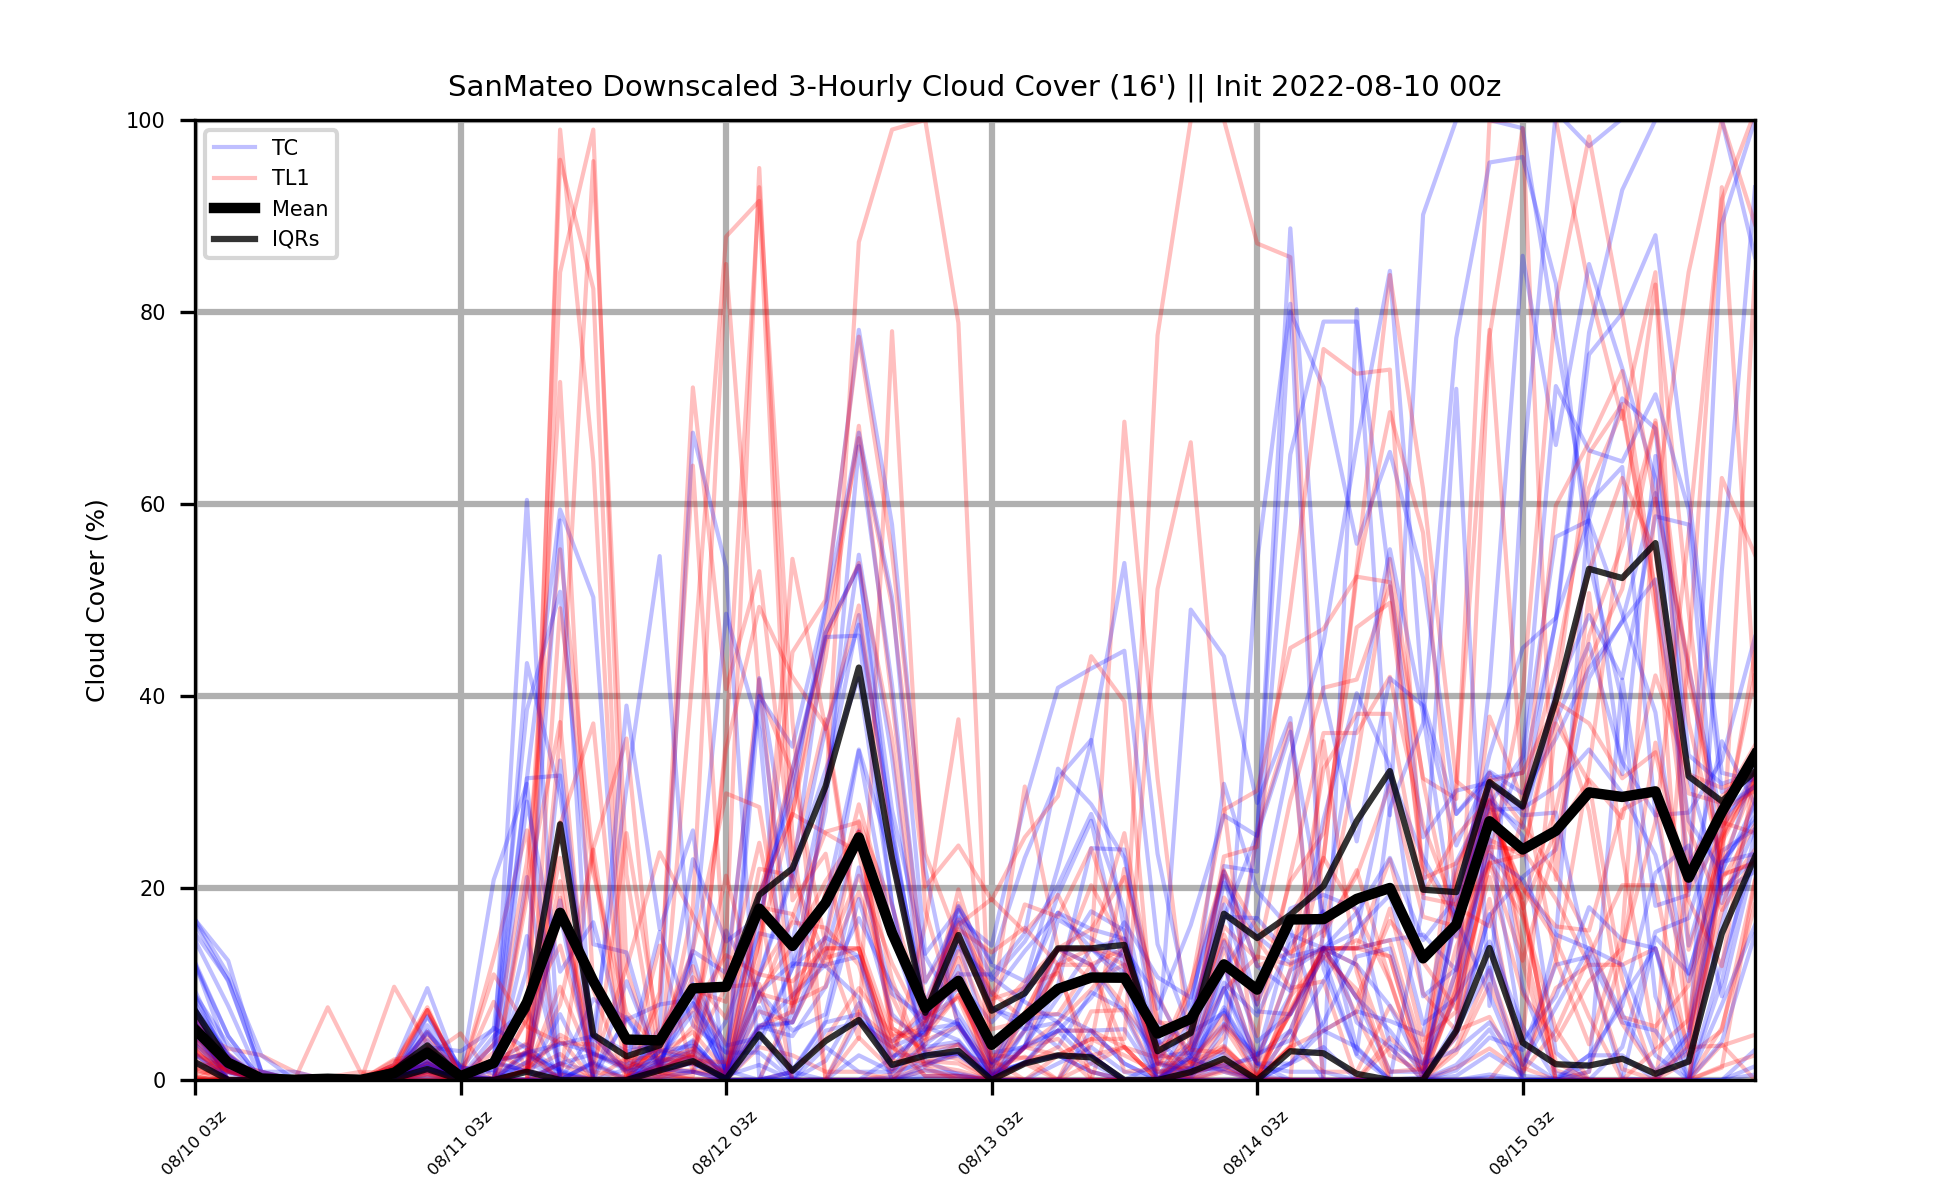 SanMateo Downscaled 3-Hourly Cloud Cover (16') || Init 2022-08-10 00z
100
80
60
40
20
0
Cloud Cover (%)
TC
TL1
Mean
IQRs
08/10 03z
08/11 03z
08/12 03z
08/13 03z
08/14 03z
08/15 03z